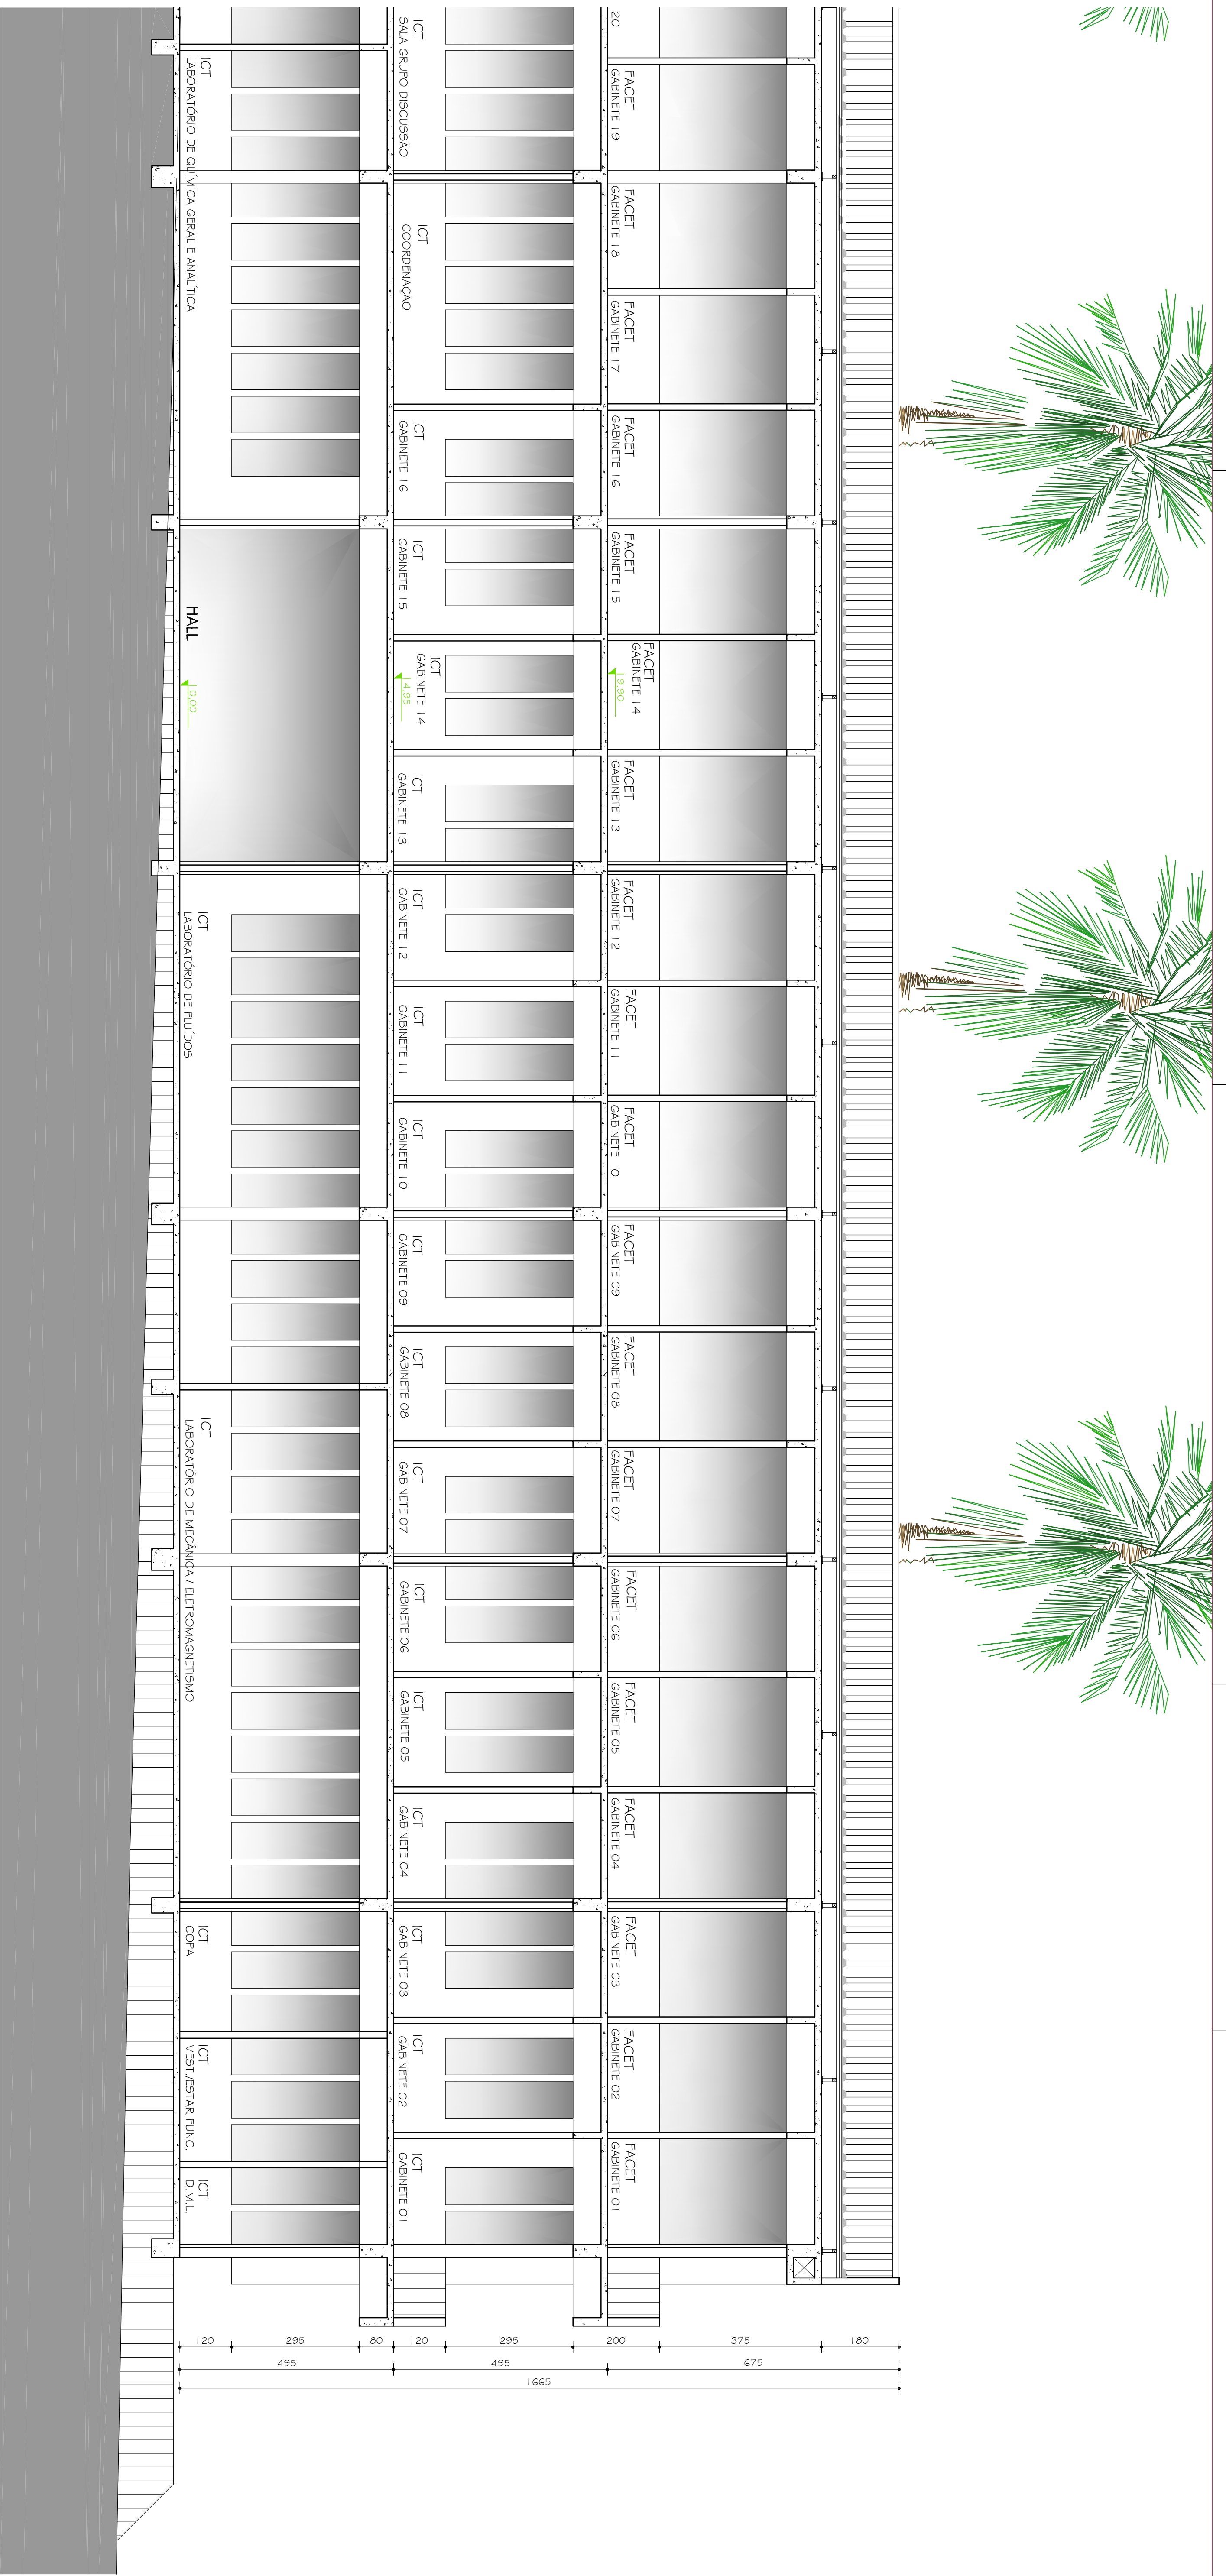 20
FACET
GABINETE 19
FACET
GABINETE 18
FACET
GABINETE 17
FACET
GABINETE 16
FACET
GABINETE 15
FACET
GABINETE 14
9,90
FACET
GABINETE 13
FACET
GABINETE 12
FACET
GABINETE 11
FACET
GABINETE 10
FACET
GABINETE 09
FACET
GABINETE 08
FACET
GABINETE 07
FACET
GABINETE 06
FACET
GABINETE 05
FACET
GABINETE 04
FACET
GABINETE 03
FACET
GABINETE 02
FACET
GABINETE 01
ICT
SALA GRUPO DISCUSSÃO
ICT
COORDENAÇÃO
ICT
GABINETE 16
ICT
GABINETE 15
ICT
GABINETE 14
4,95
ICT
GABINETE 13
ICT
GABINETE 12
ICT
GABINETE 11
ICT
GABINETE 10
ICT
GABINETE 09
ICT
GABINETE 08
ICT
GABINETE 07
ICT
GABINETE 06
ICT
GABINETE 05
ICT
GABINETE 04
ICT
GABINETE 03
ICT
GABINETE 02
ICT
GABINETE 01
ICT
LABORATÓRIO DE QUÍMICA GERAL E ANALÍTICA
HALL
0,00
ICT
LABORATÓRIO DE FLUÍDOS
ICT
LABORATÓRIO DE MECÂNICA / ELETROMAGNETISMO
ICT
COPA
ICT
VEST./ESTAR FUNC.
ICT
D.M.L.
180
375
200
295
120
80
295
120
675
495
495
1665